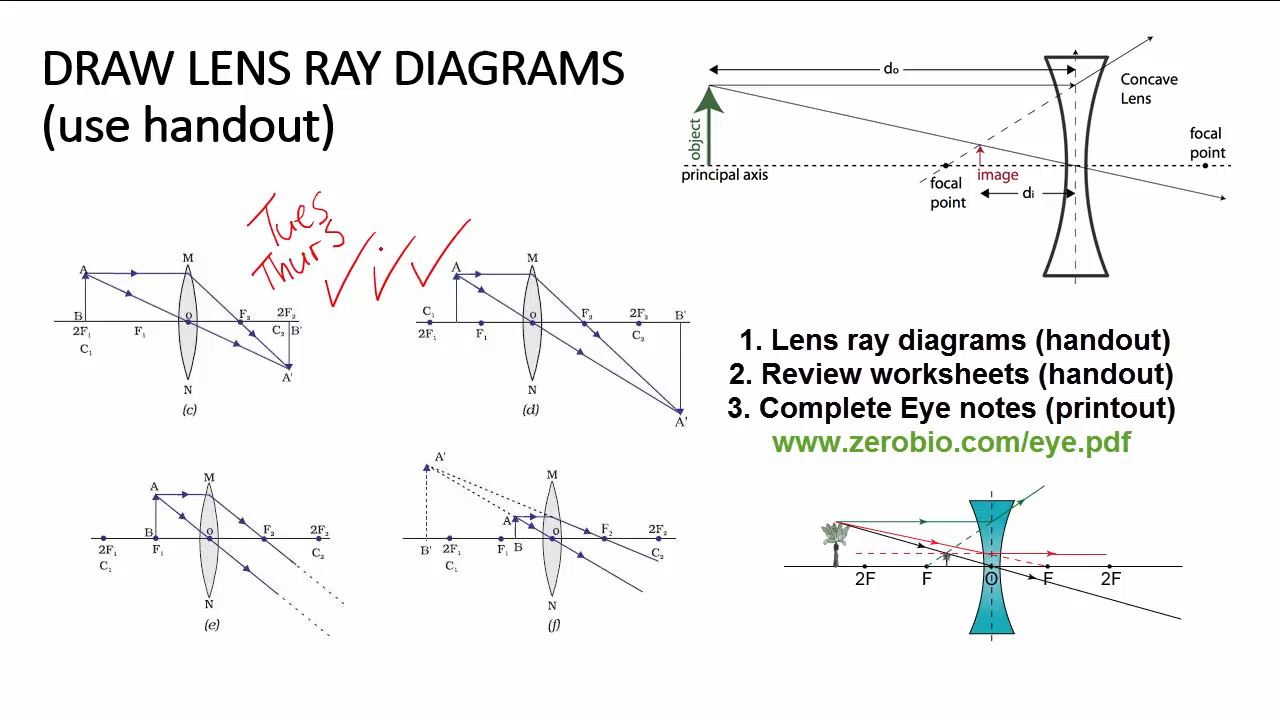 DRAW LENS RAY DIAGRAMS
(use handout)
do
Concave
Lens
object
focal
point
principal axis
focal
point
image
di
Tues
Thurs
A
M
B
O
F₂
2F₂
C₂
B'
2F₁
F₁
C₁
A'
N
(c)
A
M
C₁
O
F₂
2F₂
B'
2F₁
F₁
C₂
N
(d)
A'
1. Lens ray diagrams (handout)
2. Review worksheets (handout)
3. Complete Eye notes (printout)
www.zerobio.com/eye.pdf
A
M
B
O
F₂
2F₂
2F₁
F₁
C₂
C₁
N
(e)
A'
M
A
O
F₂
2F₂
B'
2F₁
F₁
B
C₂
C₁
N
(f)
2F
F
O
F
2F